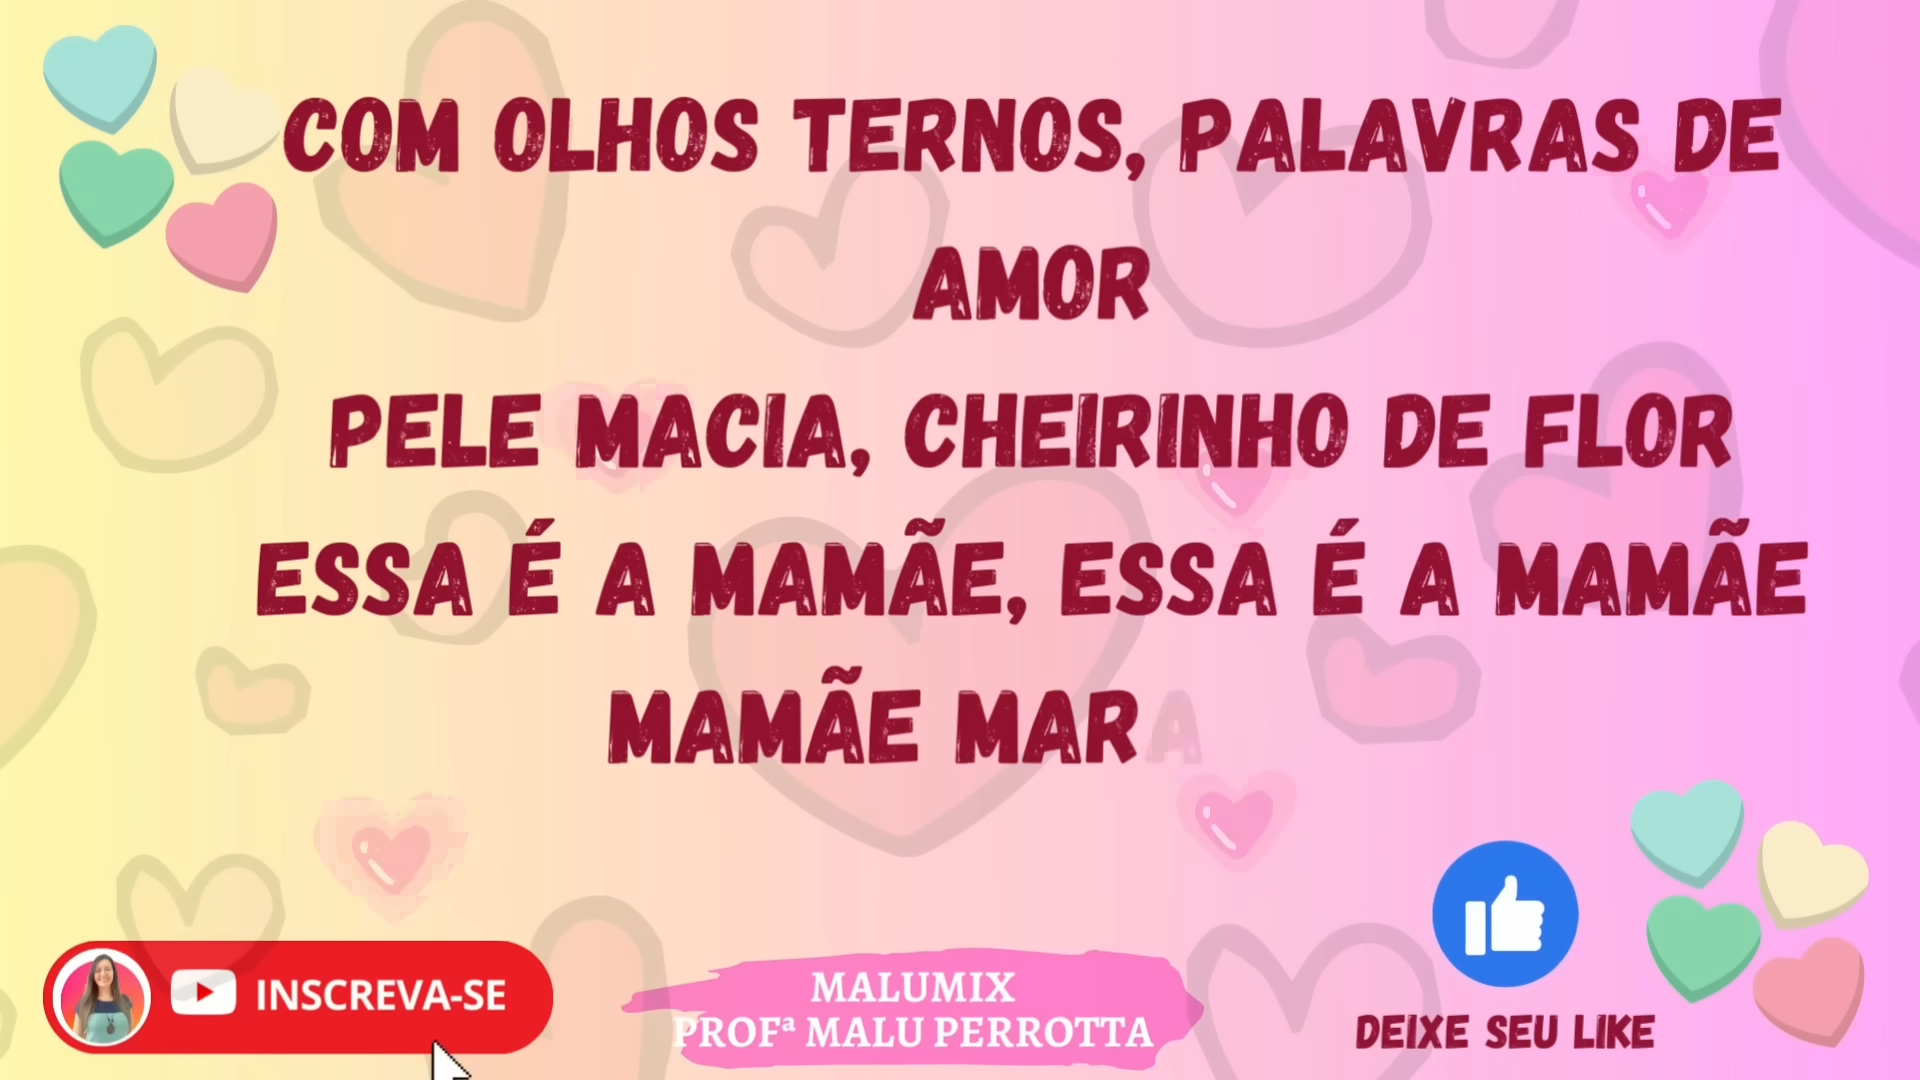 COM OLHOS TERNOS, PALAVRAS DE
AMOR
PELE MACIA, CHEIRINHO DE FLOR
ESSA É A MAMÃE, ESSA É A MAMÃE
MAMÃE MARA
INSCREVA-SE
MALUMIX
PROFª MALU PERROTTA
DEIXE SEU LIKE